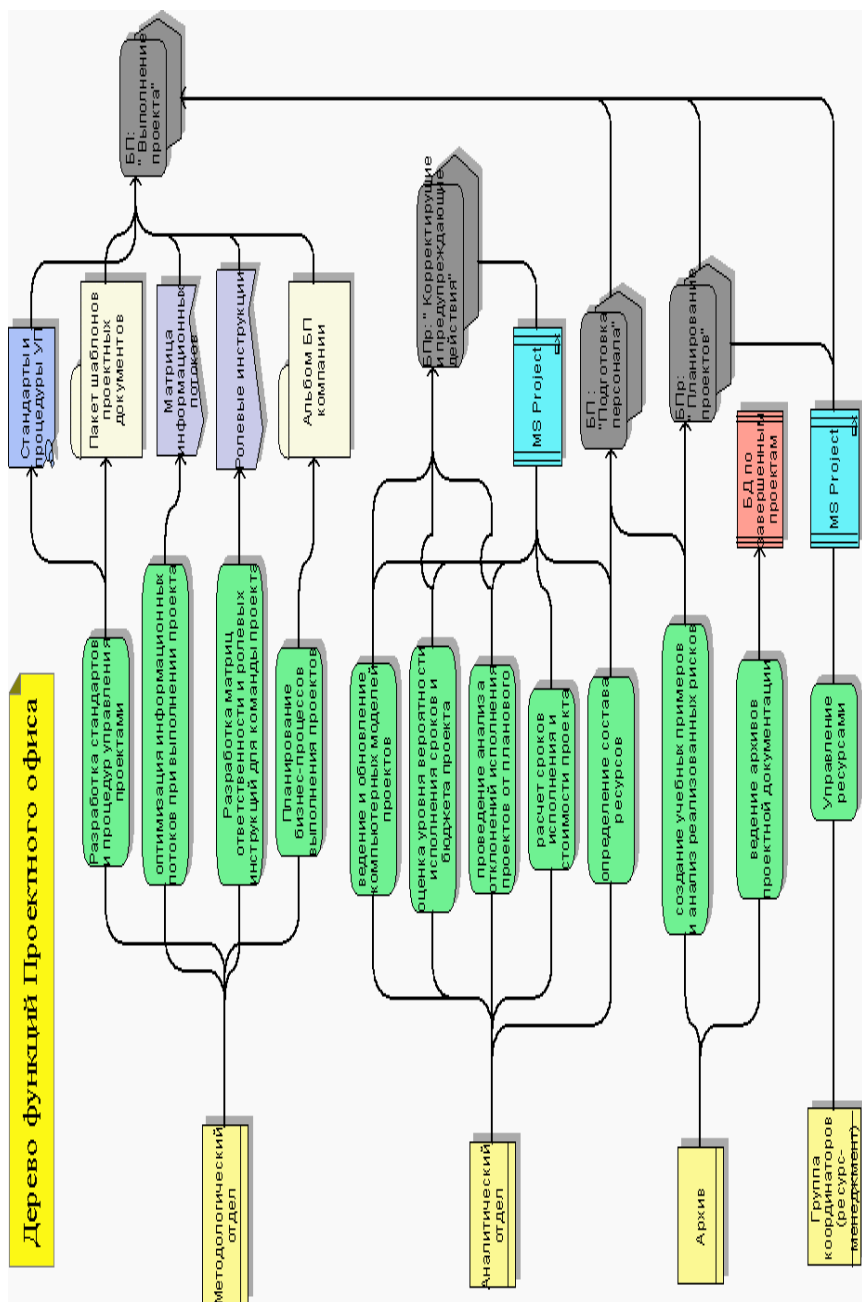 Дерево функций Проектного офиса
Методологический
отдел
Аналитический
отдел
Архив
Группа
координаторов
(ресурс-
менеджмент)
Разработка стандартов
и процедур управления
проектами
оптимизация информационных
потоков при выполнении проекта
Разработка матриц
ответственности и ролевых
инструкций для команды проекта
Планирование
бизнес-процессов
выполнения проектов
ведение и обновление
компьютерных моделей
проектов
оценка уровня вероятности
исполнения сроков и
бюджета проекта
проведение анализа
отклонений исполнения
проектов от планового
расчет сроков
исполнения и
стоимости проекта
определение состава
ресурсов
создание учебных примеров
и анализ реализованных рисков
ведение архивов
проектной документации
Управление
ресурсами
Стандарты и
процедуры УП
Пакет шаблонов
проектных
документов
Матрица
информационных
потоков
Ролевые инструкции
Альбом БП
компании
MS Project
БД по
завершенным
проектам
MS Project
БП:
"Выполнение
проекта"
БПр: "Корректирущие
и предупреждающие
действия"
БП :
"Подготовка
персонала"
БПр:
"Планирование
проектов"